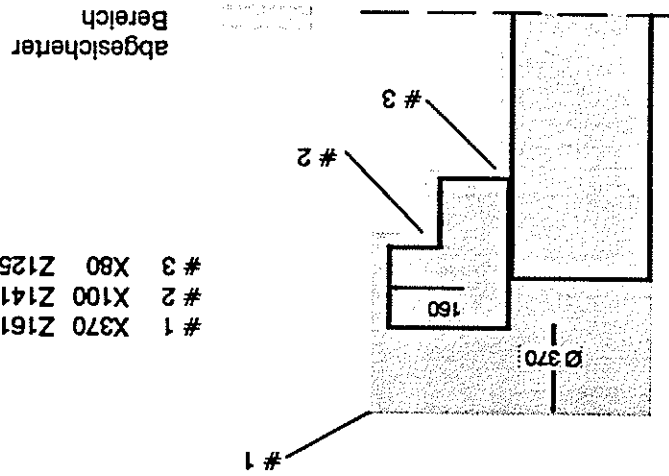 # 1
Ø 370
160
# 1 X370 Z161
# 2 X100 Z141
# 3 X80 Z125
# 2
# 3
abgesicherter
Bereich